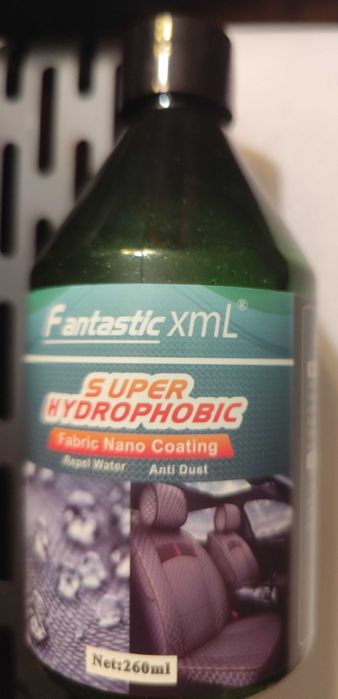 Fantastic xmL®
SUPER
HYDROPHOBIC
Fabric Nano Coating
Repel Water Anti Dust
Net:260ml